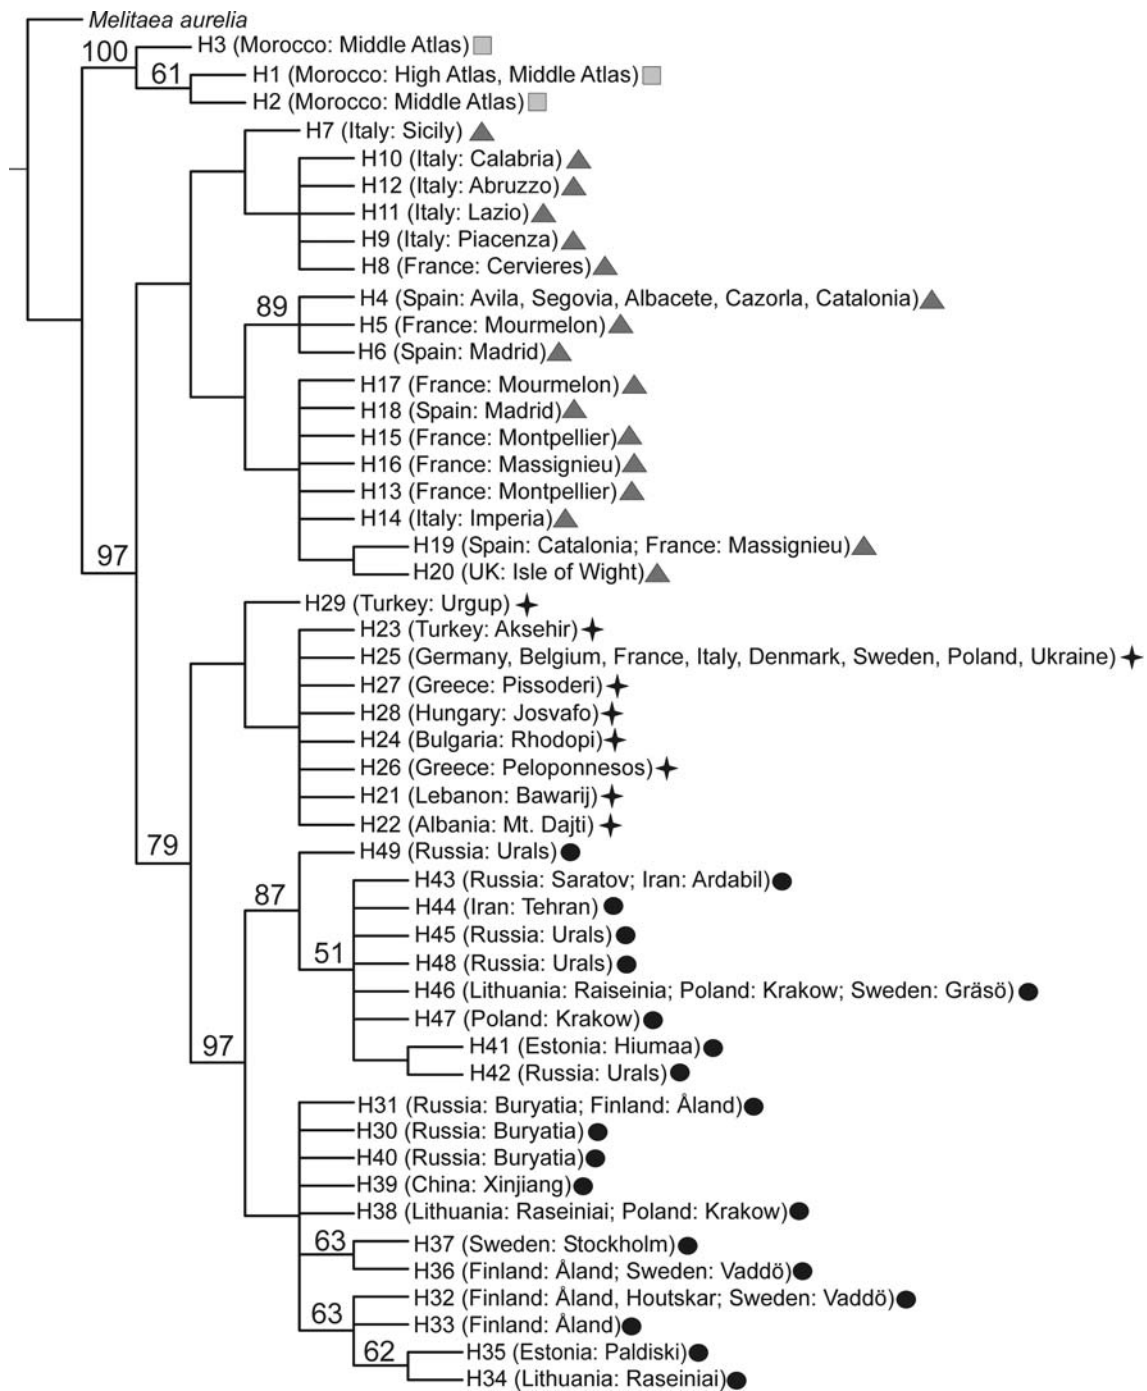 Melitaea aurelia
100
H3 (Morocco: Middle Atlas)
61
H1 (Morocco: High Atlas, Middle Atlas)
H2 (Morocco: Middle Atlas)
H7 (Italy: Sicily)
H10 (Italy: Calabria)
H12 (Italy: Abruzzo)
H11 (Italy: Lazio)
H9 (Italy: Piacenza)
H8 (France: Cervieres)
89
H4 (Spain: Avila, Segovia, Albacete, Cazorla, Catalonia)
H5 (France: Mourmelon)
H6 (Spain: Madrid)
H17 (France: Mourmelon)
H18 (Spain: Madrid)
H15 (France: Montpellier)
H16 (France: Massignieu)
H13 (France: Montpellier)
H14 (Italy: Imperia)
97
H19 (Spain: Catalonia; France: Massignieu)
H20 (UK: Isle of Wight)
H29 (Turkey: Urgup)
H23 (Turkey: Aksehir)
H25 (Germany, Belgium, France, Italy, Denmark, Sweden, Poland, Ukraine)
H27 (Greece: Pissoderi)
H28 (Hungary: Josvafo)
H24 (Bulgaria: Rhodopi)
H26 (Greece: Peloponnesos)
H21 (Lebanon: Bawarij)
H22 (Albania: Mt. Dajti)
79
H49 (Russia: Urals)
87
H43 (Russia: Saratov; Iran: Ardabil)
H44 (Iran: Tehran)
H45 (Russia: Urals)
51
H48 (Russia: Urals)
H46 (Lithuania: Raiseinia; Poland: Krakow; Sweden: Gräsö)
H47 (Poland: Krakow)
97
H41 (Estonia: Hiumaa)
H42 (Russia: Urals)
H31 (Russia: Buryatia; Finland: Åland)
H30 (Russia: Buryatia)
H40 (Russia: Buryatia)
H39 (China: Xinjiang)
H38 (Lithuania: Raseiniai; Poland: Krakow)
63
H37 (Sweden: Stockholm)
H36 (Finland: Åland; Sweden: Vaddö)
H32 (Finland: Åland, Houtskar; Sweden: Vaddö)
63
H33 (Finland: Åland)
62
H35 (Estonia: Paldiski)
H34 (Lithuania: Raseiniai)